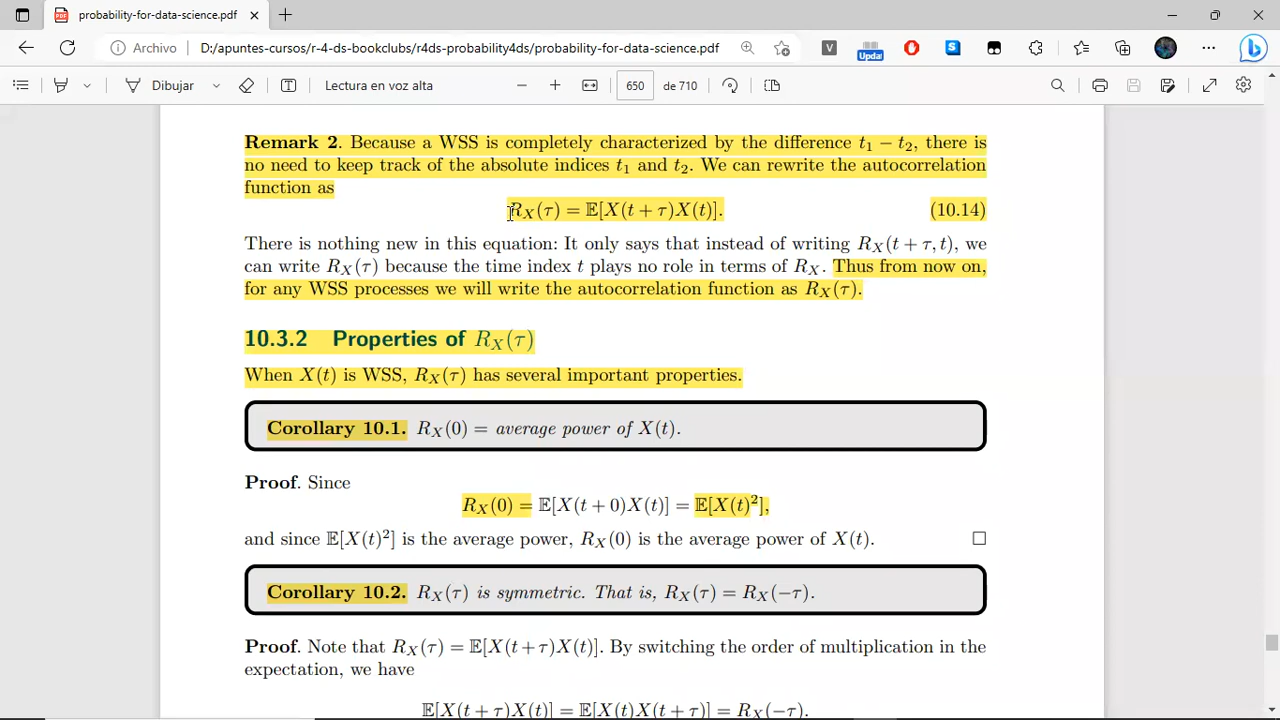 probability-for-data-science.pdf
Archivo D:/apuntes-cursos/r-4-ds-bookclubs/r4ds-probability4ds/probability-for-data-science.pdf
Upda
Dibujar Lectura en voz alta 650 de 710
Remark 2. Because a WSS is completely characterized by the difference t₁ − t₂, there is
no need to keep track of the absolute indices t₁ and t₂. We can rewrite the autocorrelation
function as
R_X(τ) = 𝔼[X(t + τ)X(t)]. (10.14)
There is nothing new in this equation: It only says that instead of writing R_X(t + τ, t), we
can write R_X(τ) because the time index t plays no role in terms of R_X. Thus from now on,
for any WSS processes we will write the autocorrelation function as R_X(τ).
10.3.2 Properties of R_X(τ)
When X(t) is WSS, R_X(τ) has several important properties.
Corollary 10.1. R_X(0) = average power of X(t).
Proof. Since
R_X(0) = 𝔼[X(t + 0)X(t)] = 𝔼[X(t)²],
and since 𝔼[X(t)²] is the average power, R_X(0) is the average power of X(t). □
Corollary 10.2. R_X(τ) is symmetric. That is, R_X(τ) = R_X(−τ).
Proof. Note that R_X(τ) = 𝔼[X(t+τ)X(t)]. By switching the order of multiplication in the
expectation, we have
𝔼[X(t + τ)X(t)] = 𝔼[X(t)X(t + τ)] = R_X(−τ).